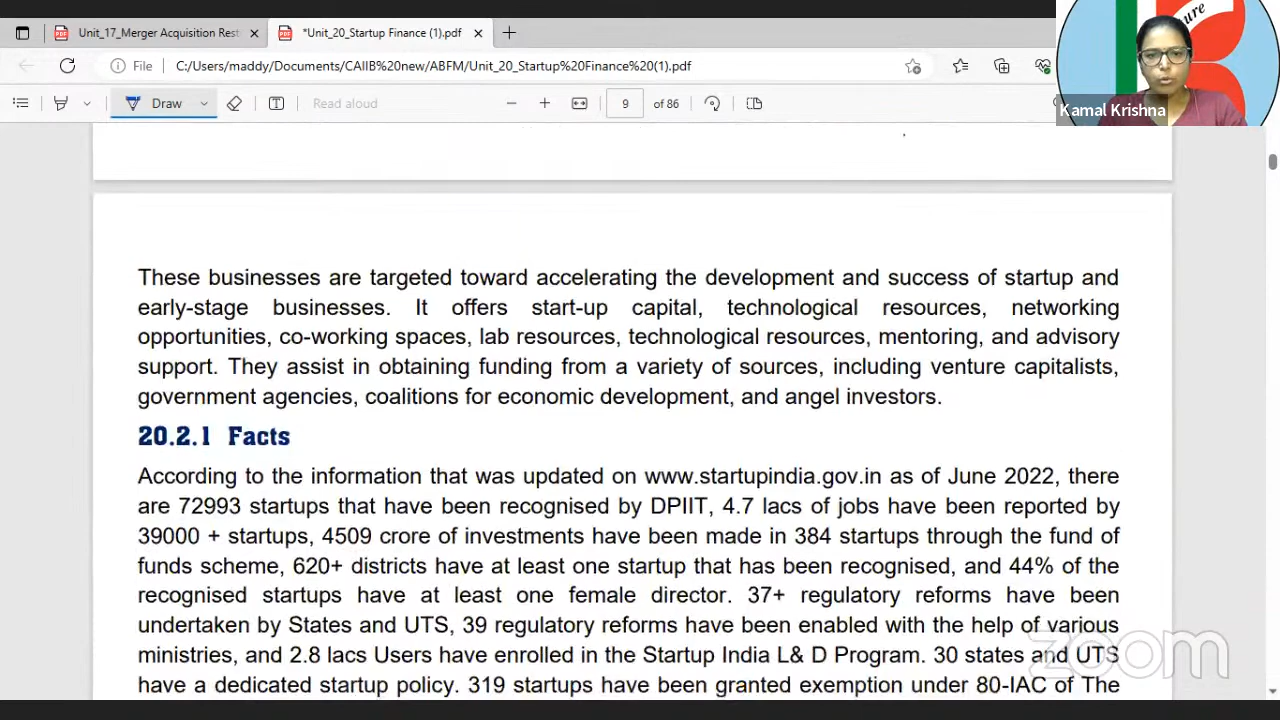 Unit_17_Merger Acquisition Rest
*Unit_20_Startup Finance (1).pdf
File
C:/Users/maddy/Documents/CAIIB%20new/ABFM/Unit_20_Startup%20Finance%20(1).pdf
Draw
Read aloud
9 of 86
ure
Kamal Krishna
These businesses are targeted toward accelerating the development and success of startup and
early-stage businesses. It offers start-up capital, technological resources, networking
opportunities, co-working spaces, lab resources, technological resources, mentoring, and advisory
support. They assist in obtaining funding from a variety of sources, including venture capitalists,
government agencies, coalitions for economic development, and angel investors.
20.2.1 Facts
According to the information that was updated on www.startupindia.gov.in as of June 2022, there
are 72993 startups that have been recognised by DPIIT, 4.7 lacs of jobs have been reported by
39000 + startups, 4509 crore of investments have been made in 384 startups through the fund of
funds scheme, 620+ districts have at least one startup that has been recognised, and 44% of the
recognised startups have at least one female director. 37+ regulatory reforms have been
undertaken by States and UTS, 39 regulatory reforms have been enabled with the help of various
ministries, and 2.8 lacs Users have enrolled in the Startup India L& D Program. 30 states and UTS
have a dedicated startup policy. 319 startups have been granted exemption under 80-IAC of The
zoom